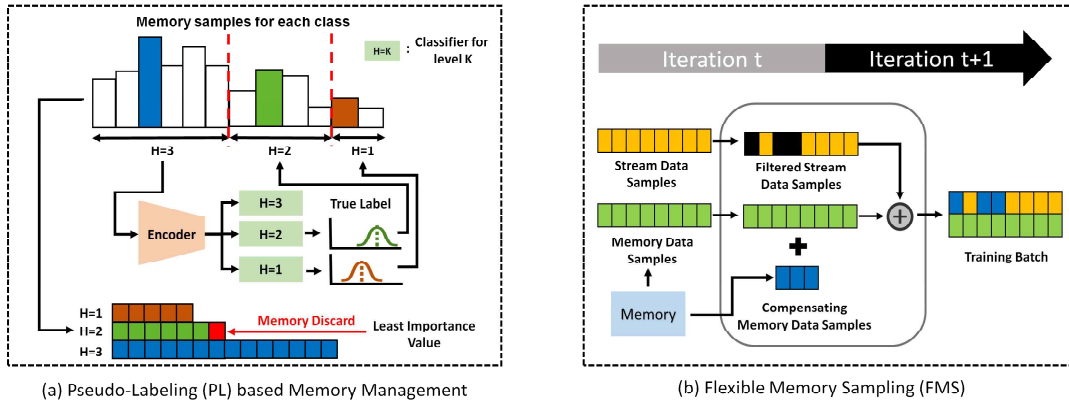 Memory samples for each class
H=K
:
Classifier for
level K
H=3
H=2
H=1
Encoder
H=3
H=2
H=1
True Label
H=1
H=2
H=3
Memory Discard
Least Importance
Value
(a) Pseudo-Labeling (PL) based Memory Management
Iteration t
Iteration t+1
Stream Data
Samples
Filtered Stream
Data Samples
Memory Data
Samples
Training Batch
Memory
Compensating
Memory Data Samples
(b) Flexible Memory Sampling (FMS)